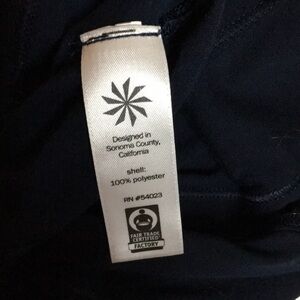 Designed in
Sonoma County,
California
shell:
100% polyester
RN #54023
FAIR TRADE
CERTIFIED
FACTORY